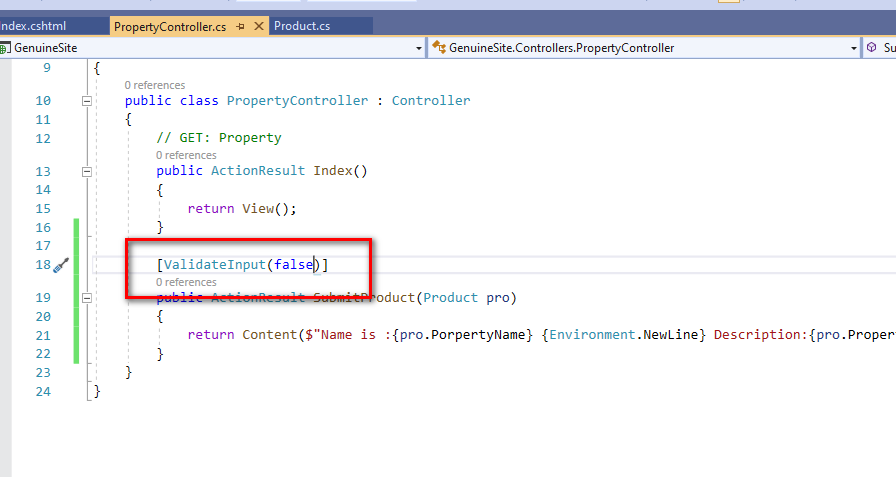 ndex.cshtml PropertyController.cs Product.cs
GenuineSite GenuineSite.Controllers.PropertyController Su
9 {
0 references
10 public class PropertyController : Controller
11 {
12 // GET: Property
0 references
13 public ActionResult Index()
14 {
15 return View();
16 }
17
18 [ValidateInput(false)]
0 references
19 public ActionResult SubmitProduct(Product pro)
20 {
21 return Content($"Name is :{pro.PorpertyName} {Environment.NewLine} Description:{pro.Proper
22 }
23 }
24 }